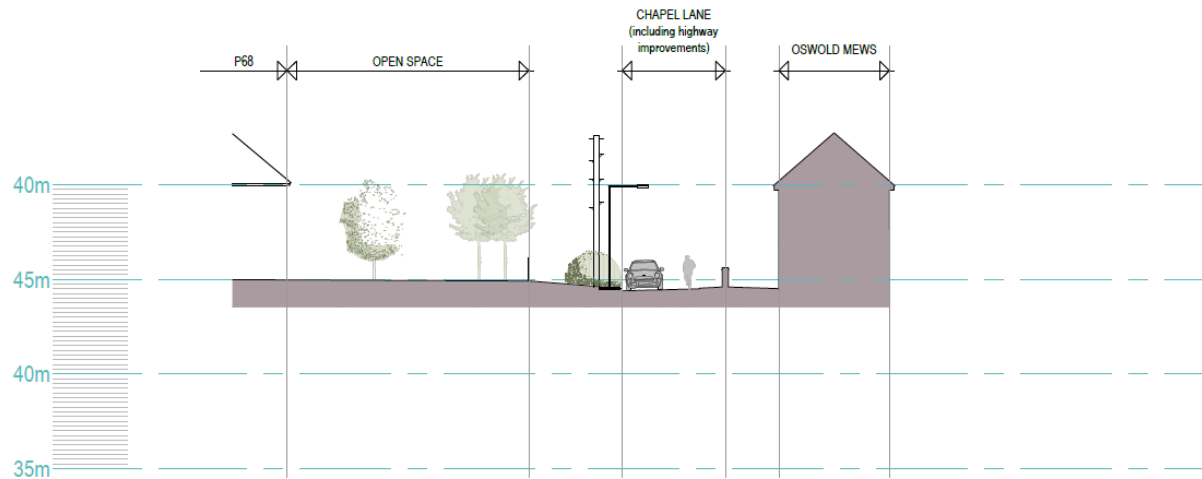 CHAPEL LANE
(including highway
improvements)
P68
OPEN SPACE
OSWOLD MEWS
40m
45m
40m
35m